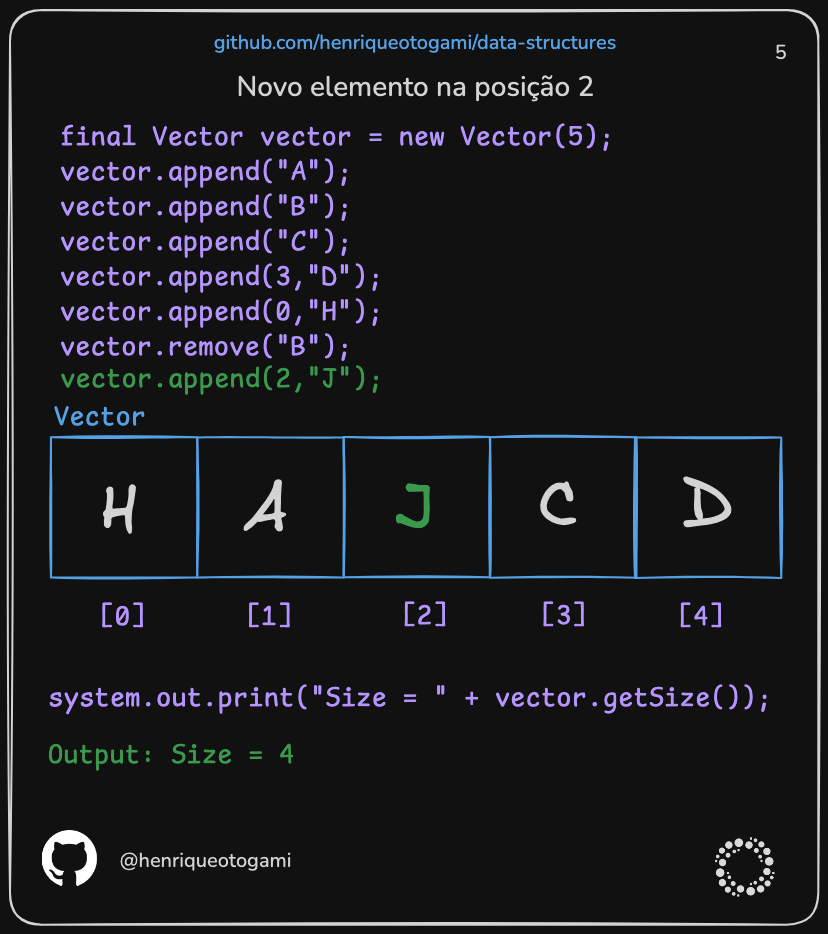 github.com/henriqueotogami/data-structures
5
Novo elemento na posição 2
final Vector vector = new Vector(5);
vector.append("A");
vector.append("B");
vector.append("C");
vector.append(3,"D");
vector.append(0,"H");
vector.remove("B");
vector.append(2,"J");
Vector
H A J C D
[0] [1] [2] [3] [4]
system.out.print("Size = " + vector.getSize());
Output: Size = 4
@henriqueotogami